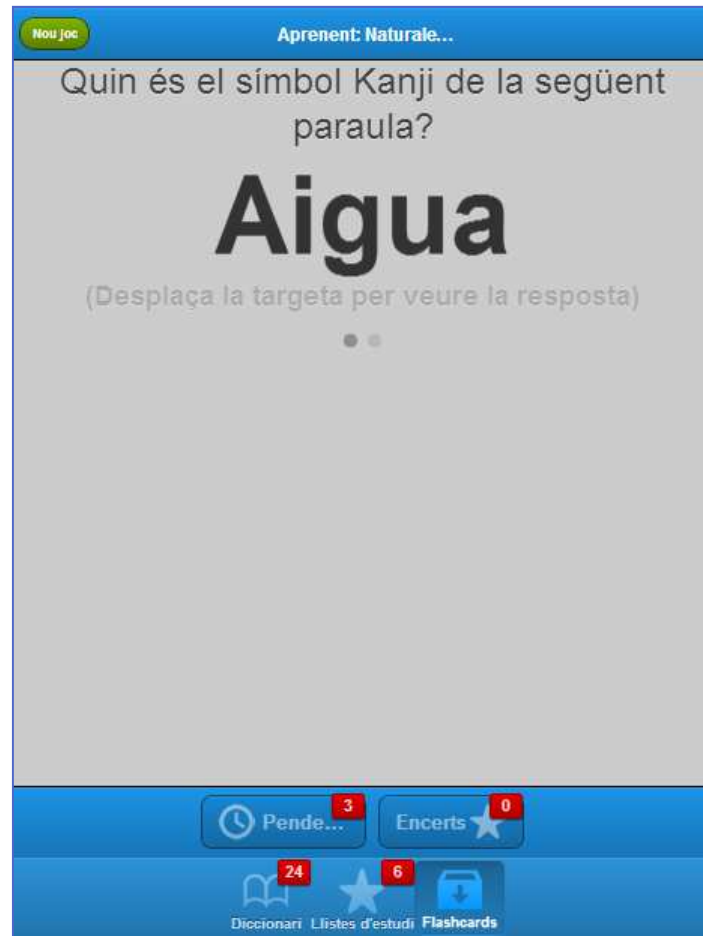 Nou joc
Aprenent: Naturale...
Quin és el símbol Kanji de la següent
paraula?
Aigua
(Desplaça la targeta per veure la resposta)
Pende... 3
Encerts 0
24
6
Diccionari Llistes d'estudi Flashcards